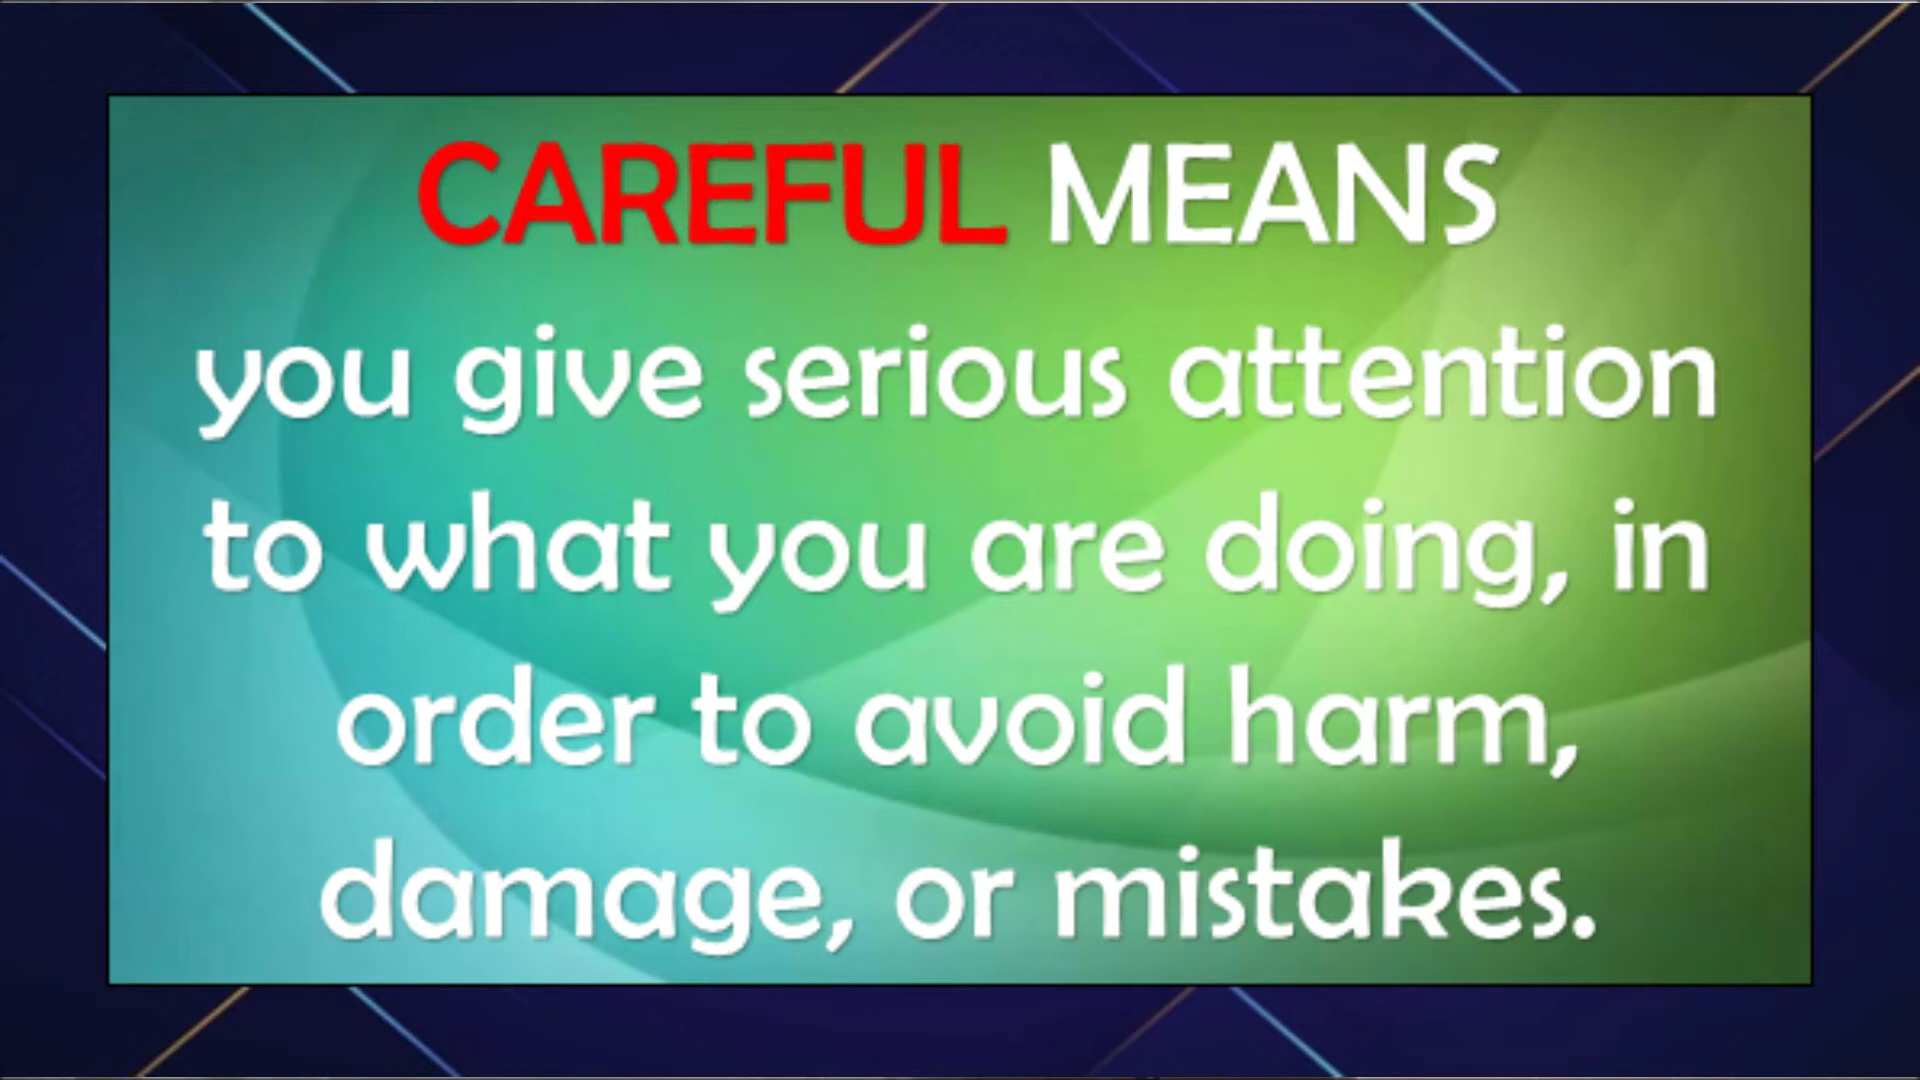 CAREFUL MEANS
you give serious attention
to what you are doing, in
order to avoid harm,
damage, or mistakes.